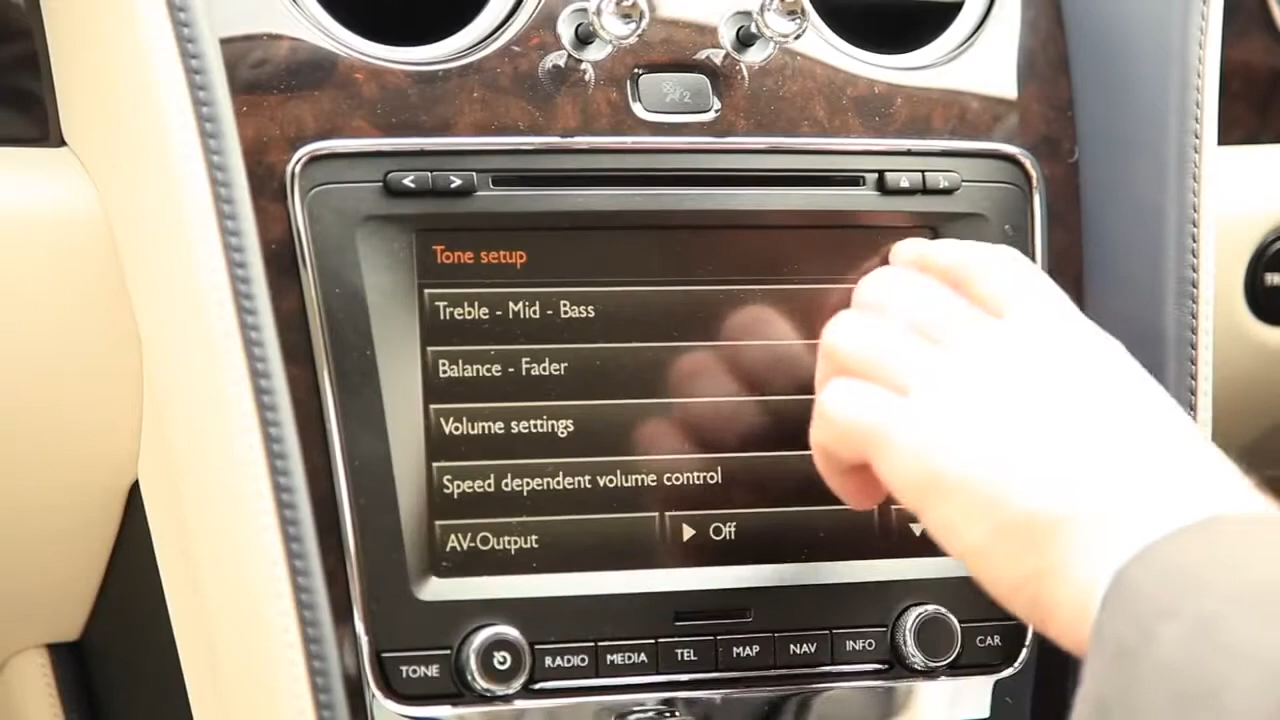 2
< >
Tone setup
Treble - Mid - Bass
Balance - Fader
Volume settings
Speed dependent volume control
AV-Output ▶ Off ▼
TONE RADIO MEDIA TEL MAP NAV INFO CAR